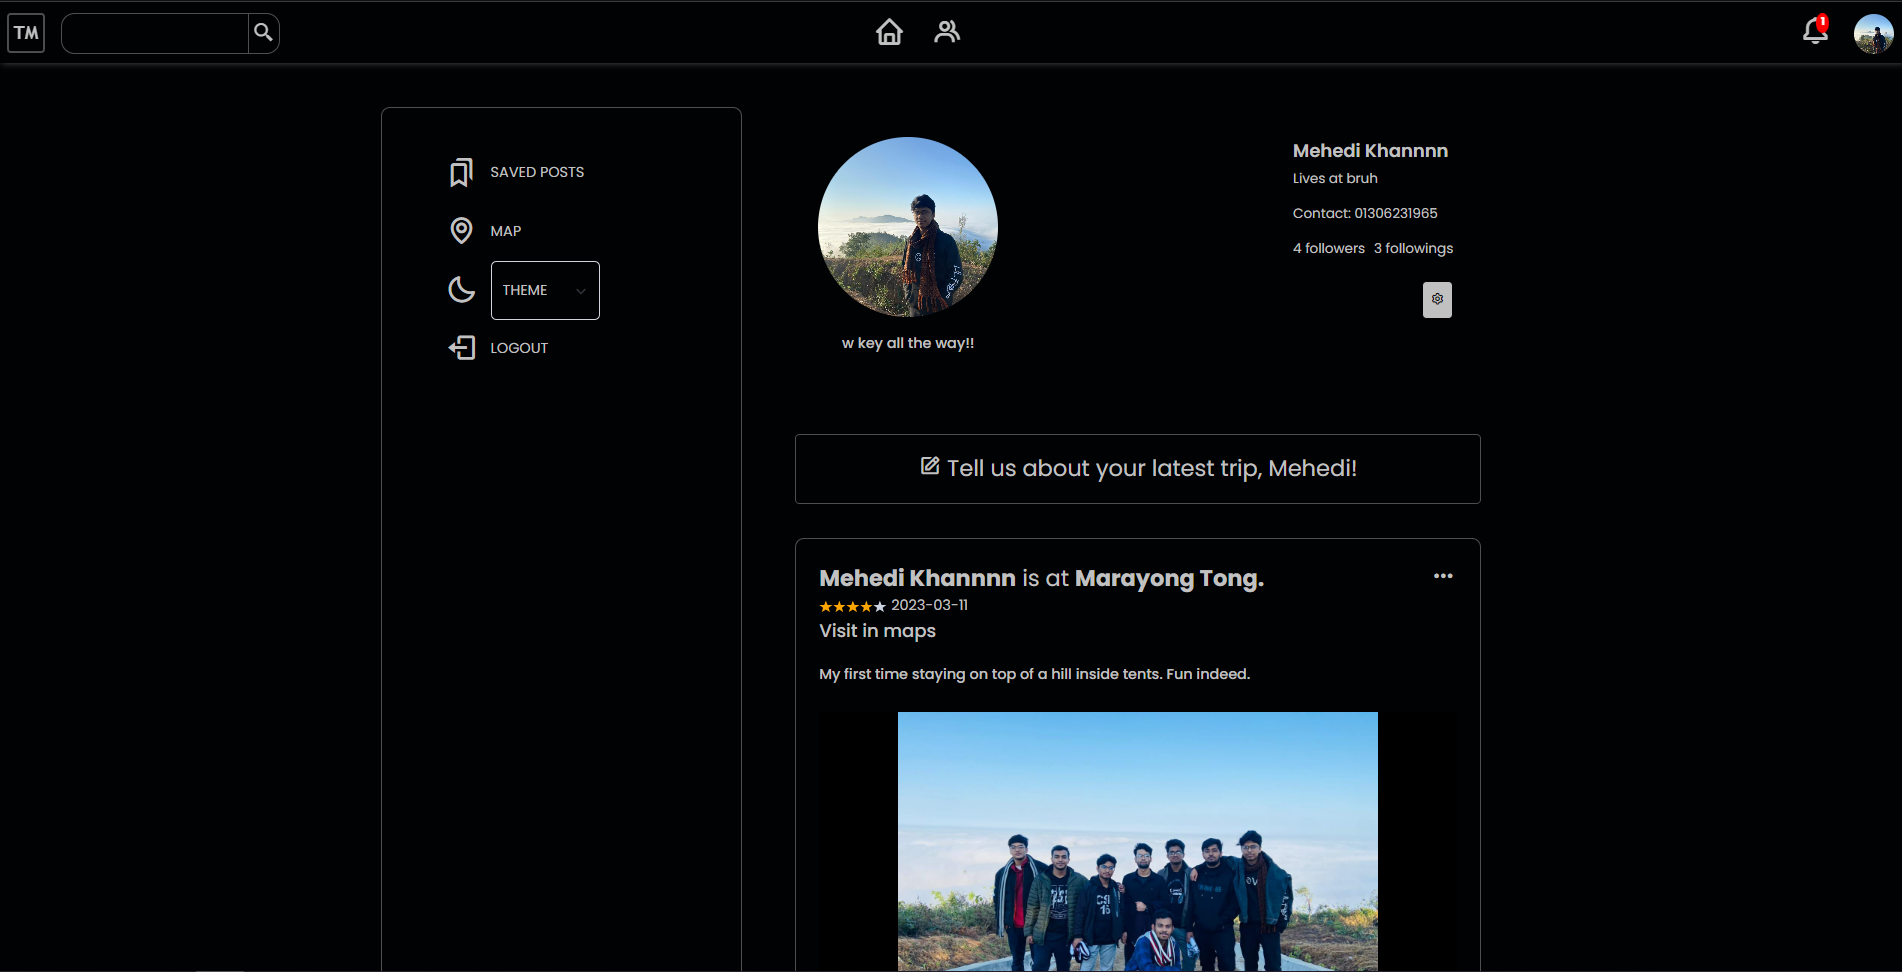 TM
1
SAVED POSTS
MAP
THEME
LOGOUT
Mehedi Khannnn
Lives at bruh
Contact: 01306231965
4 followers 3 followings
w key all the way!!
Tell us about your latest trip, Mehedi!
Mehedi Khannnn is at Marayong Tong.
2023-03-11
Visit in maps
My first time staying on top of a hill inside tents. Fun indeed.